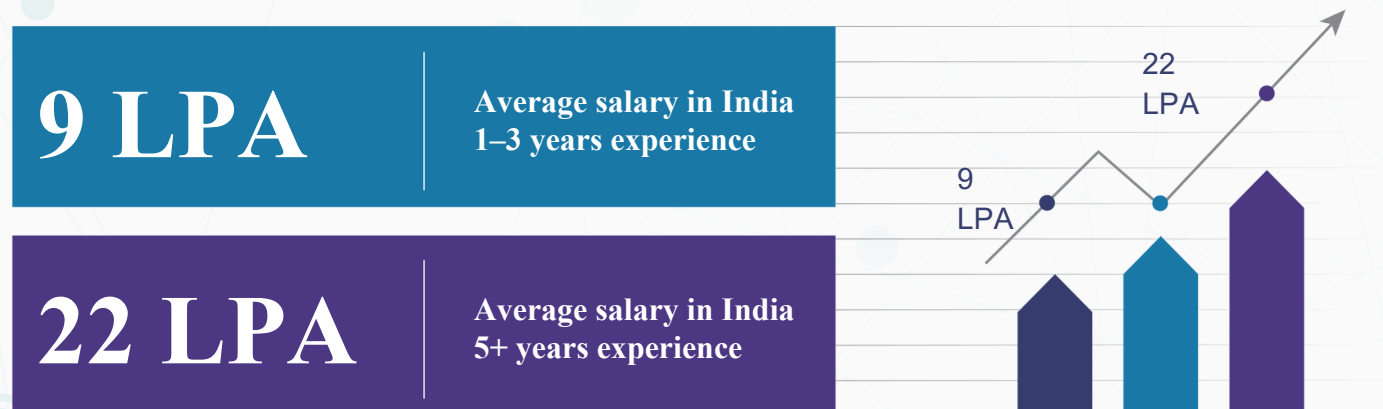 9 LPA
Average salary in India
1–3 years experience
22 LPA
Average salary in India
5+ years experience
9
LPA
22
LPA